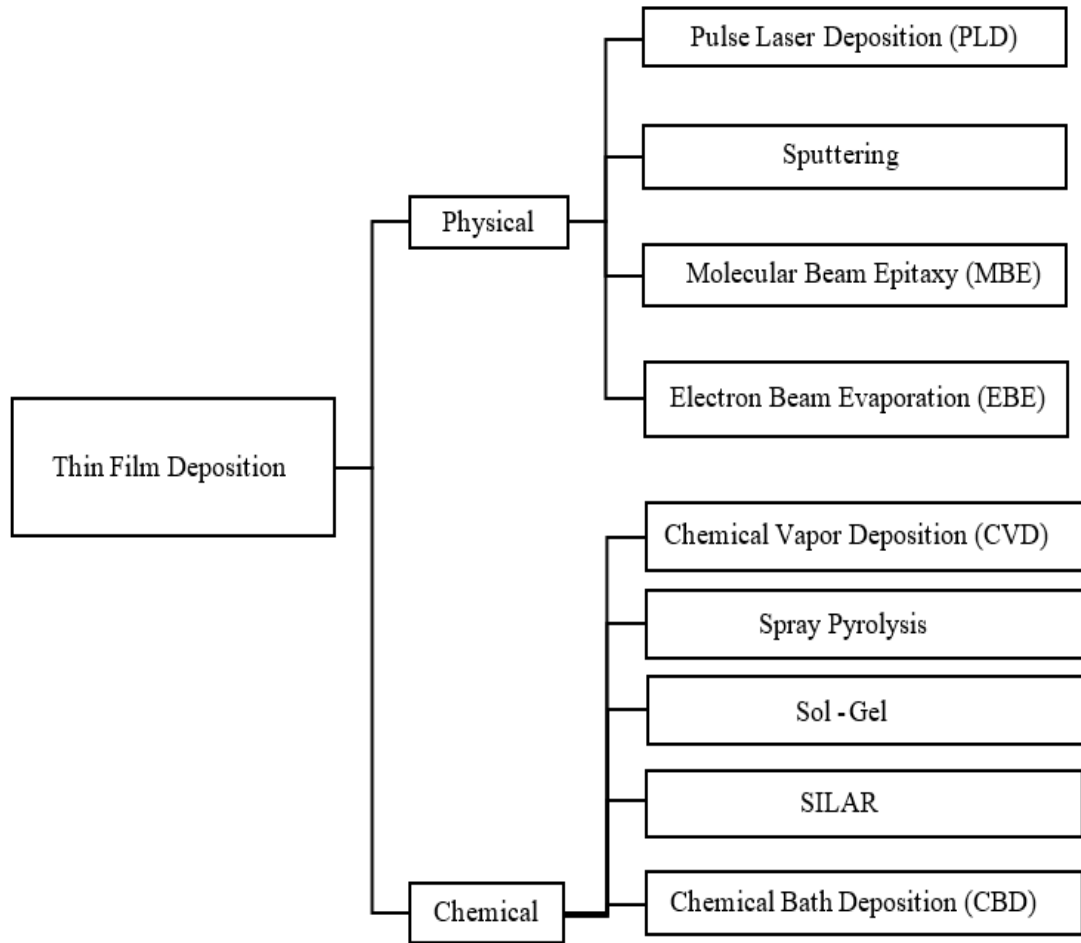 Thin Film Deposition
Physical
Pulse Laser Deposition (PLD)
Sputtering
Molecular Beam Epitaxy (MBE)
Electron Beam Evaporation (EBE)
Chemical
Chemical Vapor Deposition (CVD)
Spray Pyrolysis
Sol - Gel
SILAR
Chemical Bath Deposition (CBD)